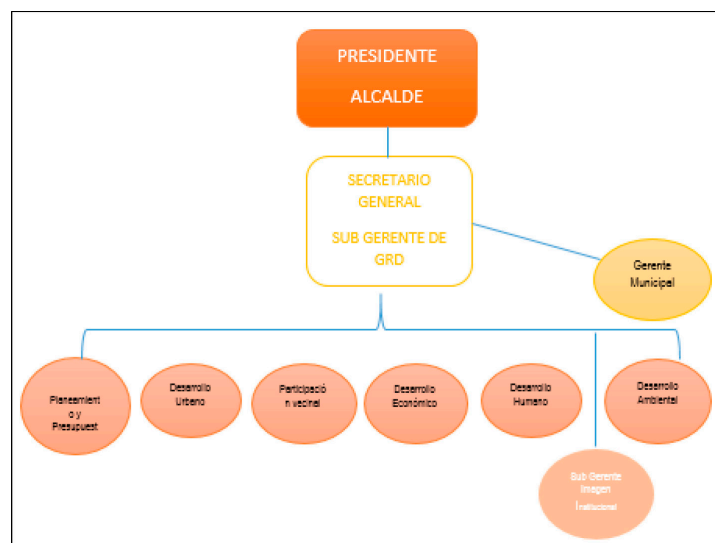 PRESIDENTE
ALCALDE
SECRETARIO
GENERAL
SUB GERENTE DE
GRD
Gerente
Municipal
Planeamient
o y
Presupuest
Desarrollo
Urbano
Participació
n vecinal
Desarrollo
Económico
Desarrollo
Humano
Desarrollo
Ambiental
Sub Gerente
Imagen
Institucional